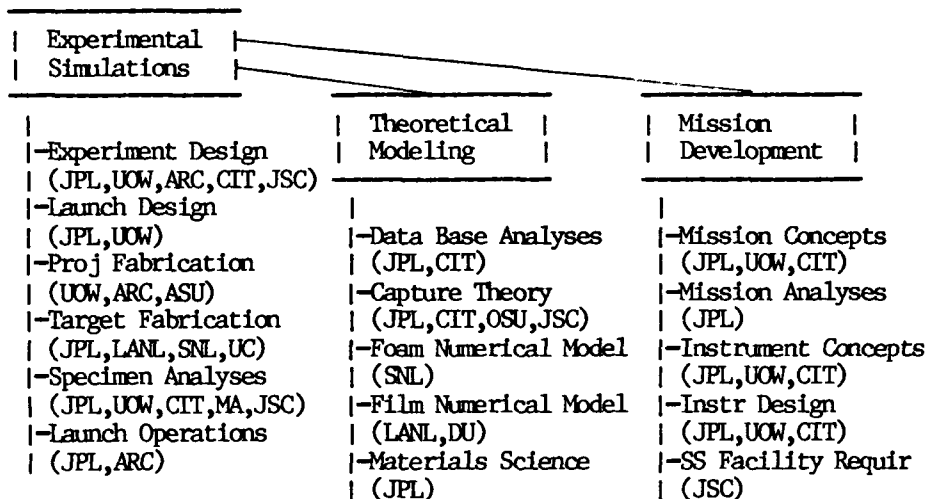 Experimental
Simulations
-Experiment Design
(JPL,UOW,ARC,CIT,JSC)
-Launch Design
(JPL,UOW)
-Proj Fabrication
(UOW,ARC,ASU)
-Target Fabrication
(JPL,LANL,SNL,UC)
-Specimen Analyses
(JPL,UOW,CIT,MA,JSC)
-Launch Operations
(JPL,ARC)
Theoretical
Modeling
-Data Base Analyses
(JPL,CIT)
-Capture Theory
(JPL,CIT,OSU,JSC)
-Foam Numerical Model
(SNL)
-Film Numerical Model
(LANL,DU)
-Materials Science
(JPL)
Mission
Development
-Mission Concepts
(JPL,UOW,CIT)
-Mission Analyses
(JPL)
-Instrument Concepts
(JPL,UOW,CIT)
-Instr Design
(JPL,UOW,CIT)
-SS Facility Requir
(JSC)